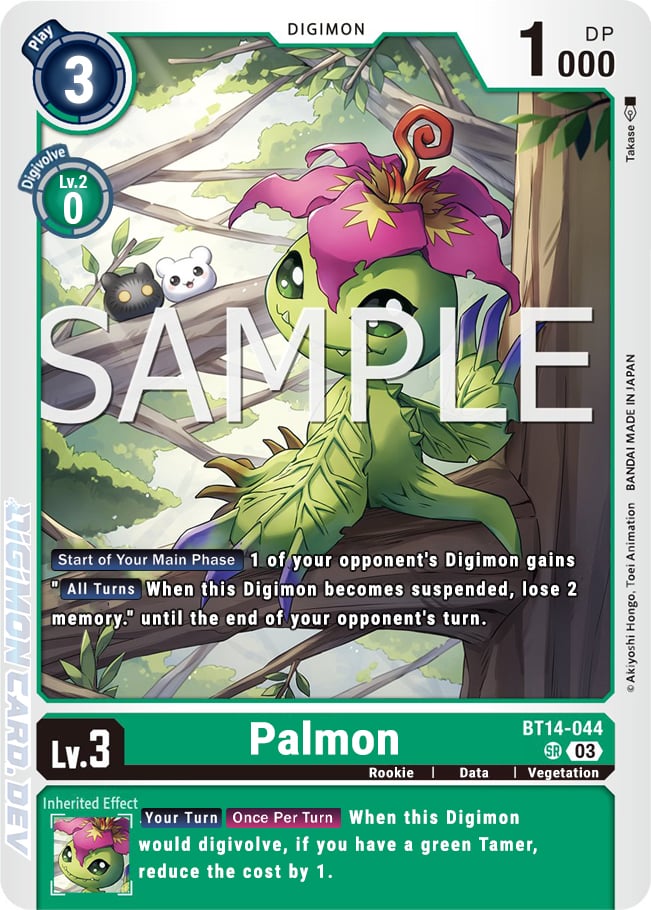 DIGIMON
Play
3
1000
DP
Takase
Digivolve
Lv.2
0
SAMPLE
Start of Your Main Phase 1 of your opponent's Digimon gains
" All Turns When this Digimon becomes suspended, lose 2
memory." until the end of your opponent's turn.
© Akiyoshi Hongo, Toei Animation BANDAI MADE IN JAPAN
DIGIMONCARD.DEV
Lv.3
Palmon
BT14-044
SR 03
Rookie | Data | Vegetation
Inherited Effect
Your Turn Once Per Turn When this Digimon
would digivolve, if you have a green Tamer,
reduce the cost by 1.